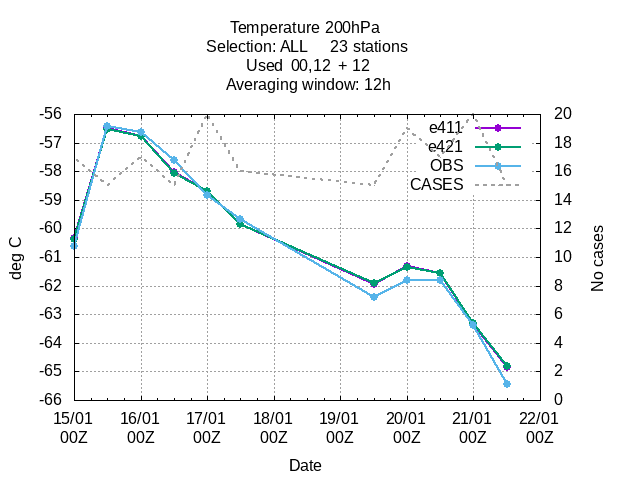 Temperature 200hPa
Selection: ALL 23 stations
Used 00,12 + 12
Averaging window: 12h
e411
e421
OBS
CASES
deg C
-56
-57
-58
-59
-60
-61
-62
-63
-64
-65
-66
No cases
20
18
16
14
12
10
8
6
4
2
0
15/01 16/01 17/01 18/01 19/01 20/01 21/01 22/01
00Z 00Z 00Z 00Z 00Z 00Z 00Z 00Z
Date